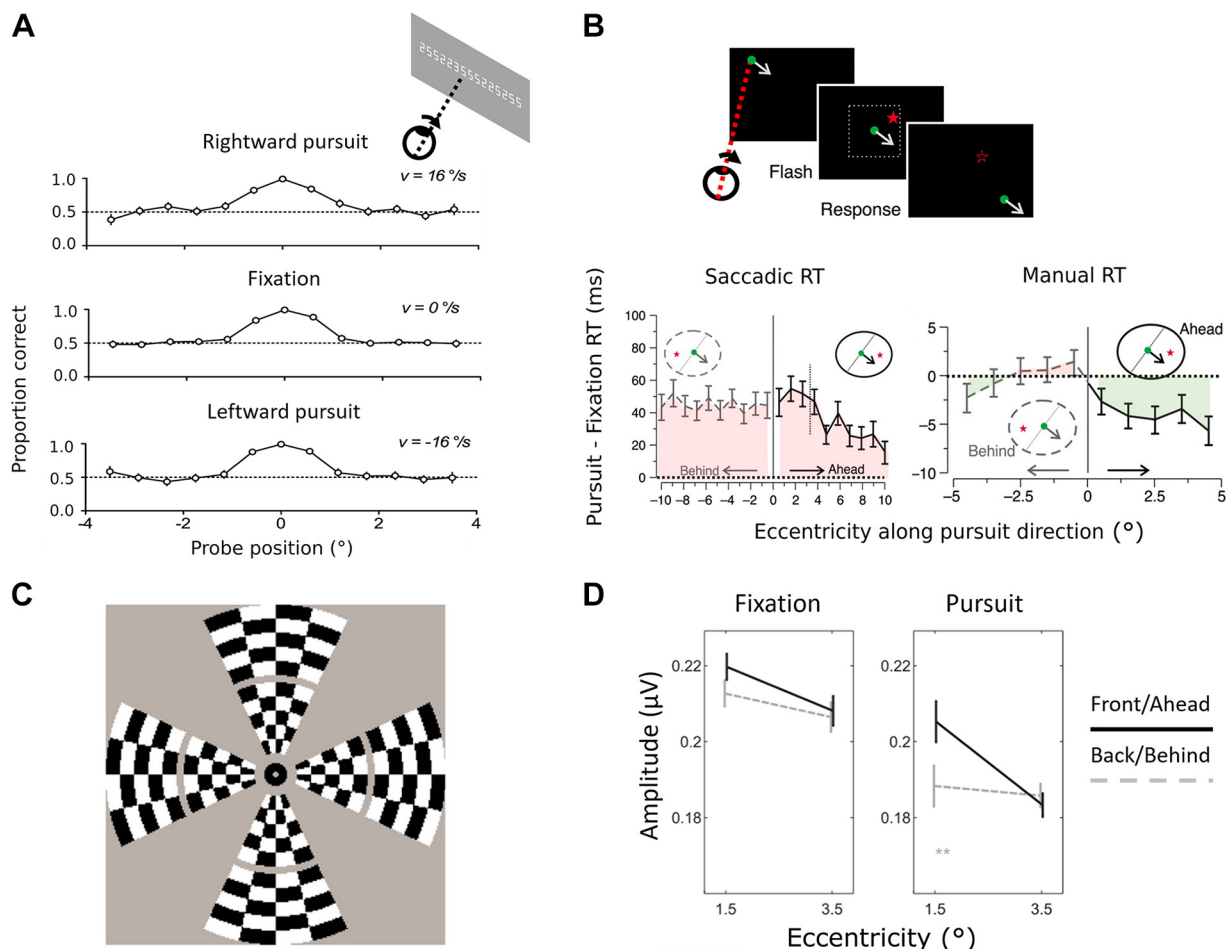 A
2552235555225255
Rightward pursuit
v = 16 °/s
1.0
0.5
0.0
Fixation
v = 0 °/s
1.0
0.5
0.0
Leftward pursuit
v = -16 °/s
1.0
0.5
0.0
-4
-2
0
2
4
Proportion correct
Probe position (°)
B
Flash
Response
Saccadic RT
Manual RT
Pursuit - Fixation RT (ms)
100
80
60
40
20
0
Behind
Ahead
−10 −8 −6 −4 −2 0 2 4 6 8 10
5
0
−5
−10
Ahead
Behind
−5
−2.5
0
2.5
5
Eccentricity along pursuit direction (°)
C
D
Fixation
Pursuit
Amplitude (µV)
0.22
0.2
0.18
0.22
0.2
0.18
**
1.5
3.5
1.5
3.5
Eccentricity (°)
Front/Ahead
Back/Behind